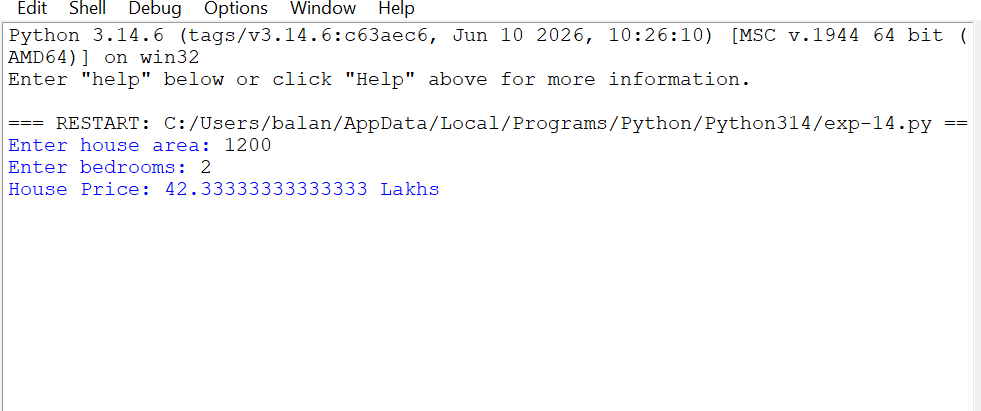 Edit Shell Debug Options Window Help
Python 3.14.6 (tags/v3.14.6:c63aec6, Jun 10 2026, 10:26:10) [MSC v.1944 64 bit (
AMD64)] on win32
Enter "help" below or click "Help" above for more information.
=== RESTART: C:/Users/balan/AppData/Local/Programs/Python/Python314/exp-14.py ==
Enter house area: 1200
Enter bedrooms: 2
House Price: 42.33333333333333 Lakhs